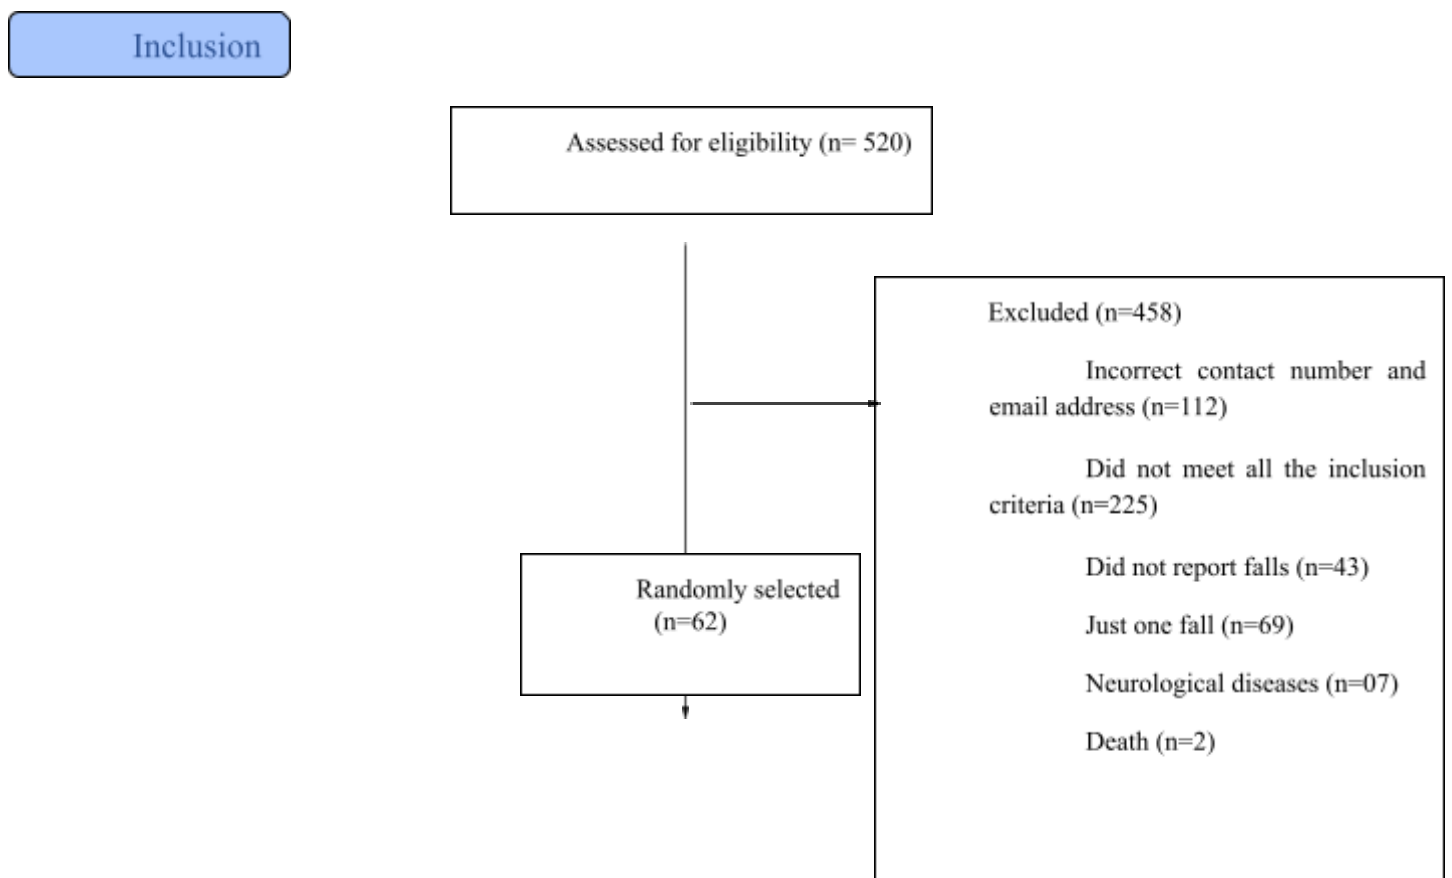 Inclusion
Assessed for eligibility (n= 520)
Excluded (n=458)
Incorrect contact number and
email address (n=112)
Did not meet all the inclusion
criteria (n=225)
Did not report falls (n=43)
Just one fall (n=69)
Neurological diseases (n=07)
Death (n=2)
Randomly selected
(n=62)